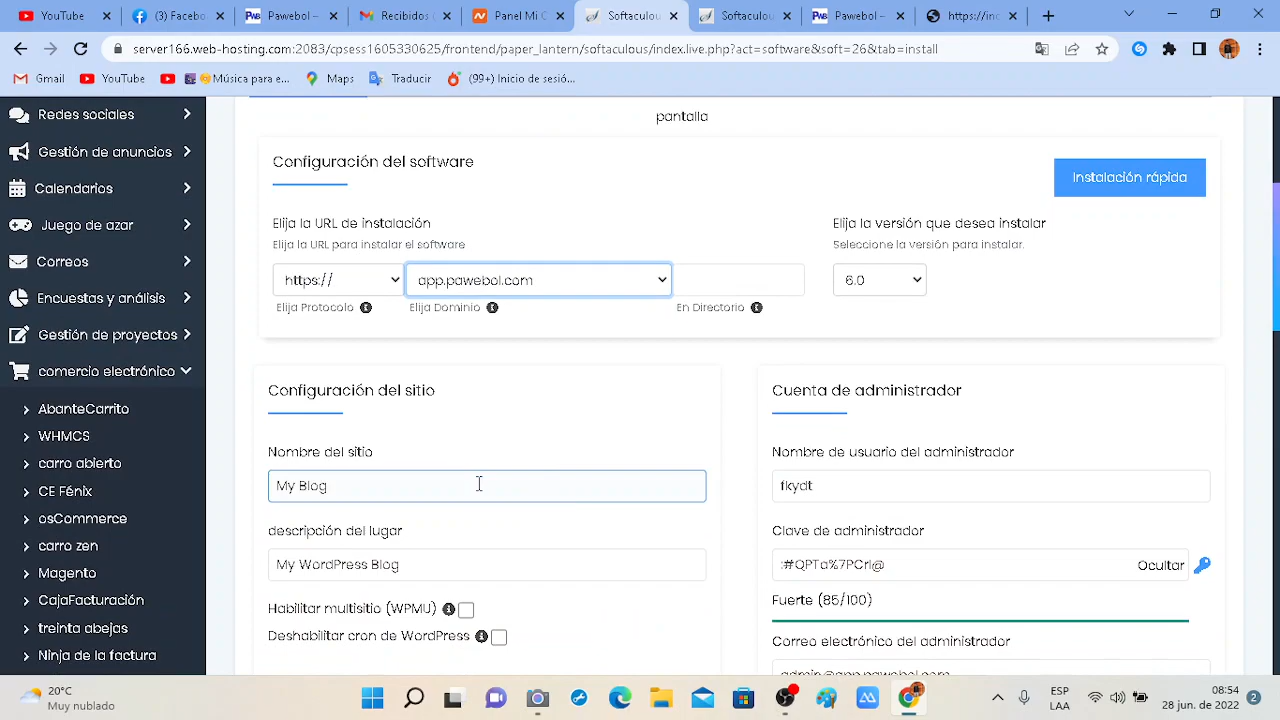 YouTube
(3) Faceboo
Pawebol –
Recibidos (
Panel Mi C
Softaculou
Softaculou
Pawebol –
https://inc
server166.web-hosting.com:2083/cpsess1605330625/frontend/paper_lantern/softaculous/index.live.php?act=software&soft=26&tab=install
Gmail
YouTube
Música para e...
Maps
Traducir
(99+) Inicio de sesió...
Redes sociales
Gestión de anuncios
Calendarios
Juego de azar
Correos
Encuestas y análisis
Gestión de proyectos
comercio electrónico
AbanteCarrito
WHMCS
carro abierto
CE Fénix
osCommerce
carro zen
Magento
CajaFacturación
treinta abejas
Ninja de la factura
pantalla
Configuración del software
Instalación rápida
Elija la URL de instalación
Elija la URL para instalar el software
https://
app.pawebol.com
Elija Protocolo
Elija Dominio
En Directorio
Elija la versión que desea instalar
Seleccione la versión para instalar.
6.0
Configuración del sitio
Nombre del sitio
My Blog
descripción del lugar
My WordPress Blog
Habilitar multisitio (WPMU)
Deshabilitar cron de WordPress
Cuenta de administrador
Nombre de usuario del administrador
fkydt
Clave de administrador
Ocultar
Fuerte (85/100)
Correo electrónico del administrador
admin@app.pawebol.com
20°C
Muy nublado
ESP
LAA
08:54
28 jun. de 2022
2